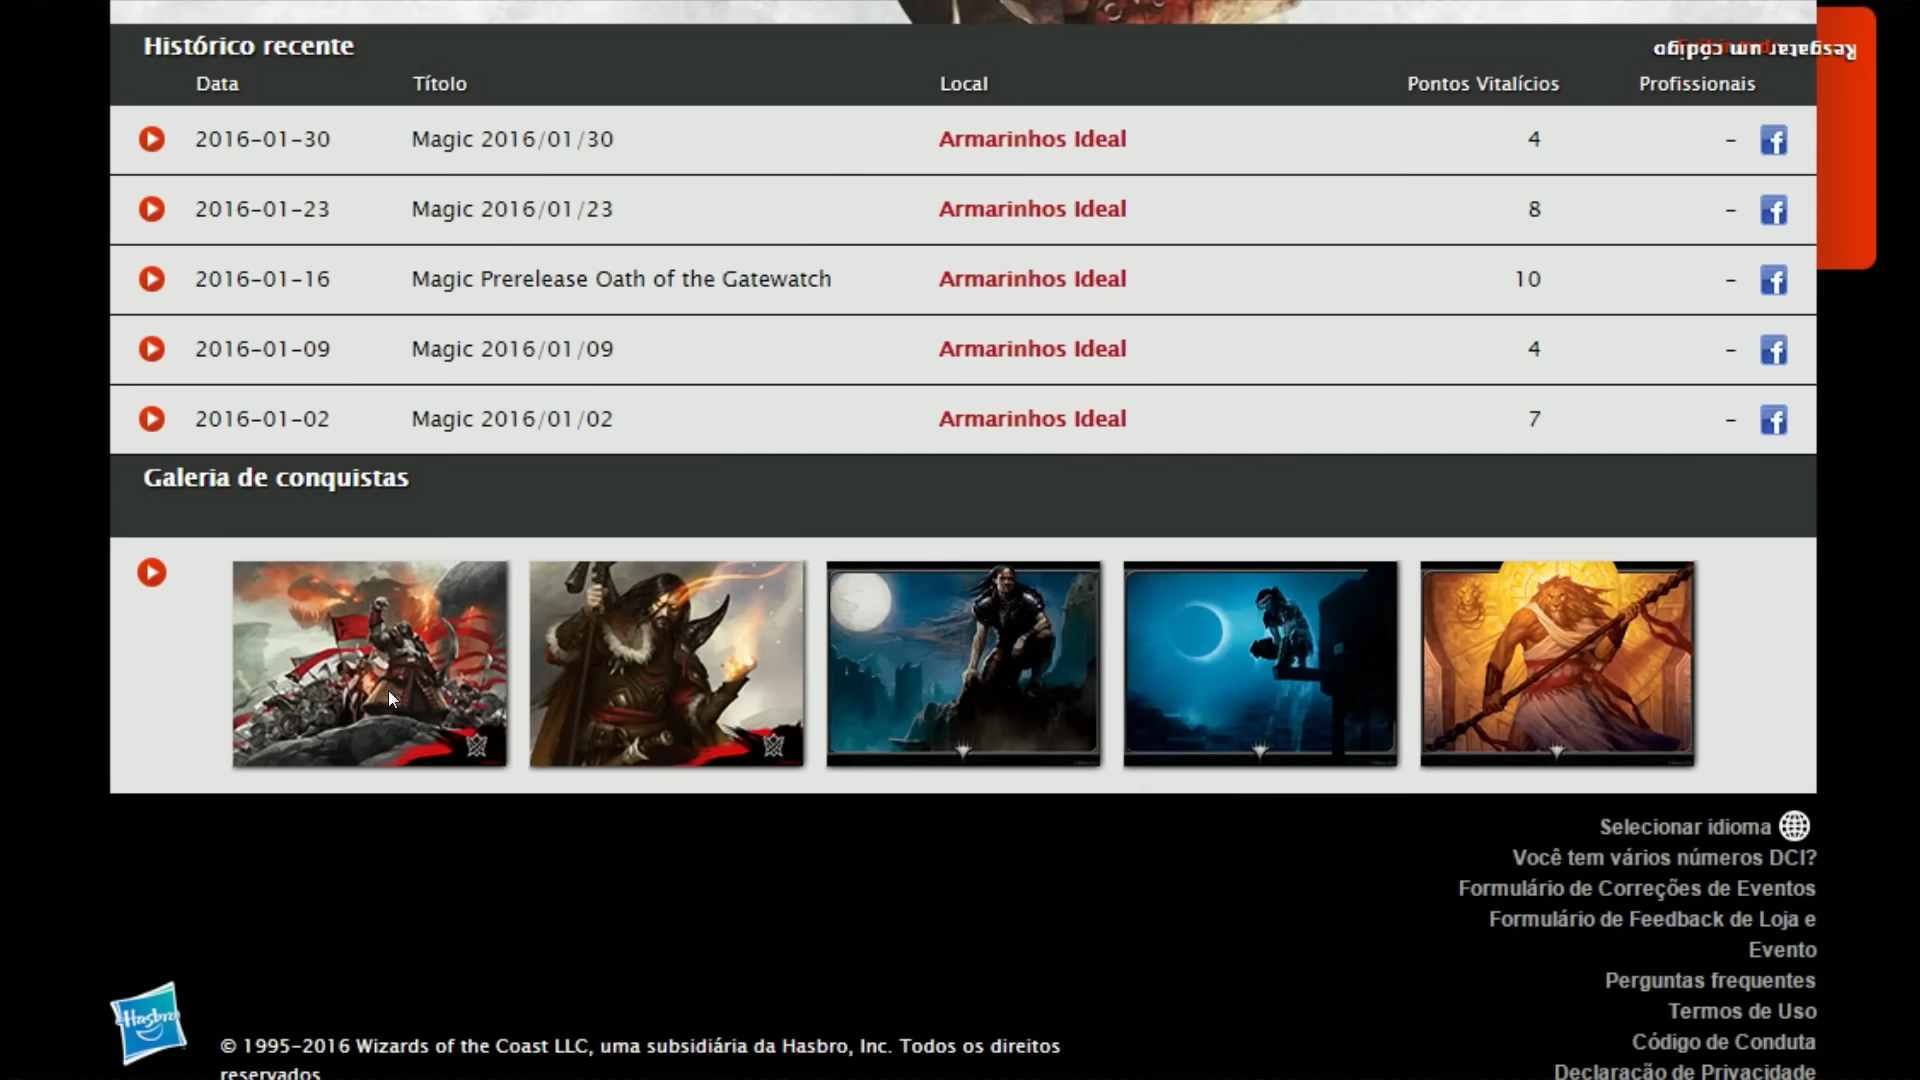 Histórico recente
Resgatar um código
Data Título Local Pontos Vitalícios Profissionais
2016-01-30 Magic 2016/01/30 Armarinhos Ideal 4 -
2016-01-23 Magic 2016/01/23 Armarinhos Ideal 8 -
2016-01-16 Magic Prerelease Oath of the Gatewatch Armarinhos Ideal 10 -
2016-01-09 Magic 2016/01/09 Armarinhos Ideal 4 -
2016-01-02 Magic 2016/01/02 Armarinhos Ideal 7 -
Galeria de conquistas
Selecionar idioma
Você tem vários números DCI?
Formulário de Correções de Eventos
Formulário de Feedback de Loja e
Evento
Perguntas frequentes
Termos de Uso
Código de Conduta
Declaração de Privacidade
Hasbro
© 1995-2016 Wizards of the Coast LLC, uma subsidiária da Hasbro, Inc. Todos os direitos
reservados